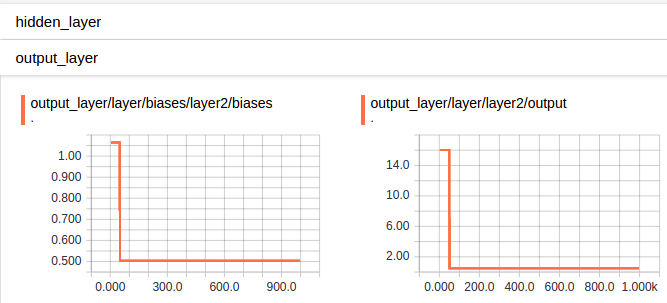 hidden_layer
output_layer
output_layer/layer/biases/layer2/biases
.
1.00
0.900
0.800
0.700
0.600
0.500
0.000 300.0 600.0 900.0
output_layer/layer/layer2/output
.
14.0
10.0
6.00
2.00
0.000 200.0 400.0 600.0 800.0 1.000k